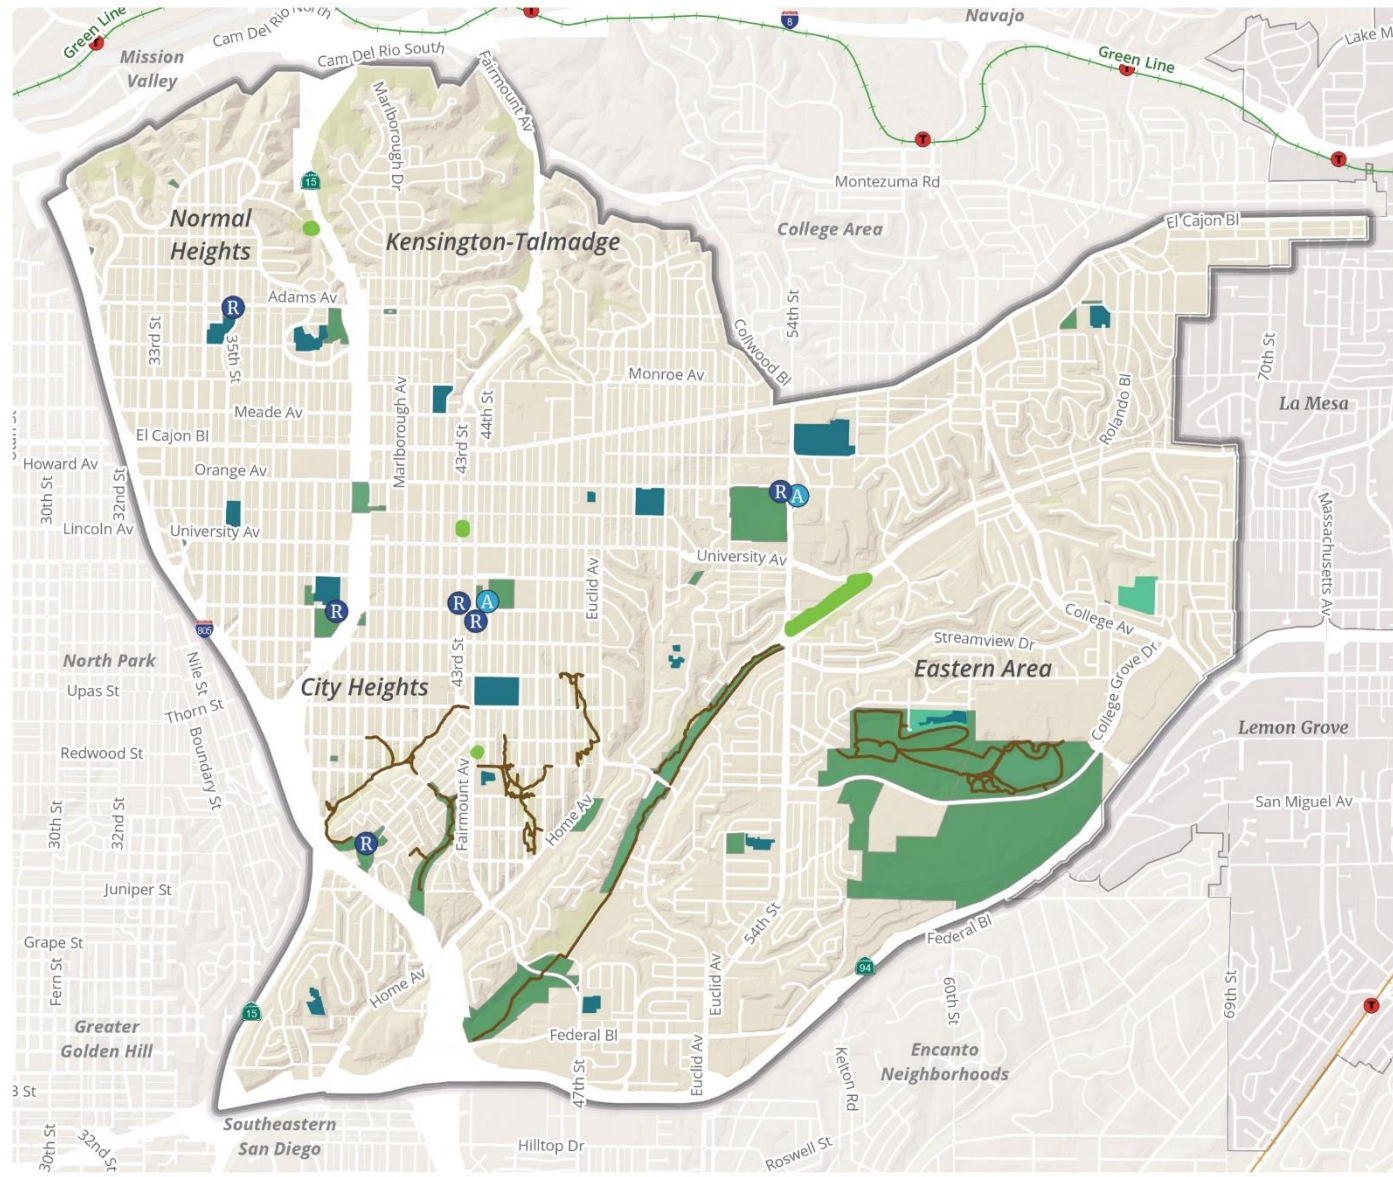 Green Line
Cam Del Rio North
8
Navajo
Mission
Valley
Cam Del Rio South
Fairmount Av
Green Line
Lake M
T
T
T
T
T
Marlborough Dr
Montezuma Rd
15
Normal
Heights
Kensington-Talmadge
College Area
El Cajon Bl
R
Adams Av
33rd St
35th St
54th St
Collwood Bl
70th St
Monroe Av
La Mesa
Meade Av
Marlborough Av
44th St
43rd St
Rolando Bl
El Cajon Bl
Howard Av
Orange Av
30th St
32nd St
R
A
Lincoln Av
University Av
University Av
Massachusetts Av
Euclid Av
R
R
A
R
805
College Av
Streamview Dr
North Park
43rd St
Eastern Area
College Grove Dr
Upas St
Nile St
City Heights
Thorn St
Lemon Grove
Redwood St
Boundary St
30th St
32nd St
Fairmount Av
Home Av
San Miguel Av
R
Juniper St
54th St
Federal Bl
Grape St
Fern St
Home Av
Euclid Av
94
60th St
69th St
15
T
Greater
Golden Hill
Federal Bl
Encanto
Neighborhoods
Euclid Av
Kelton Rd
47th St
B St
Southeastern
San Diego
30th St
32nd St
Hilltop Dr
Roswell St